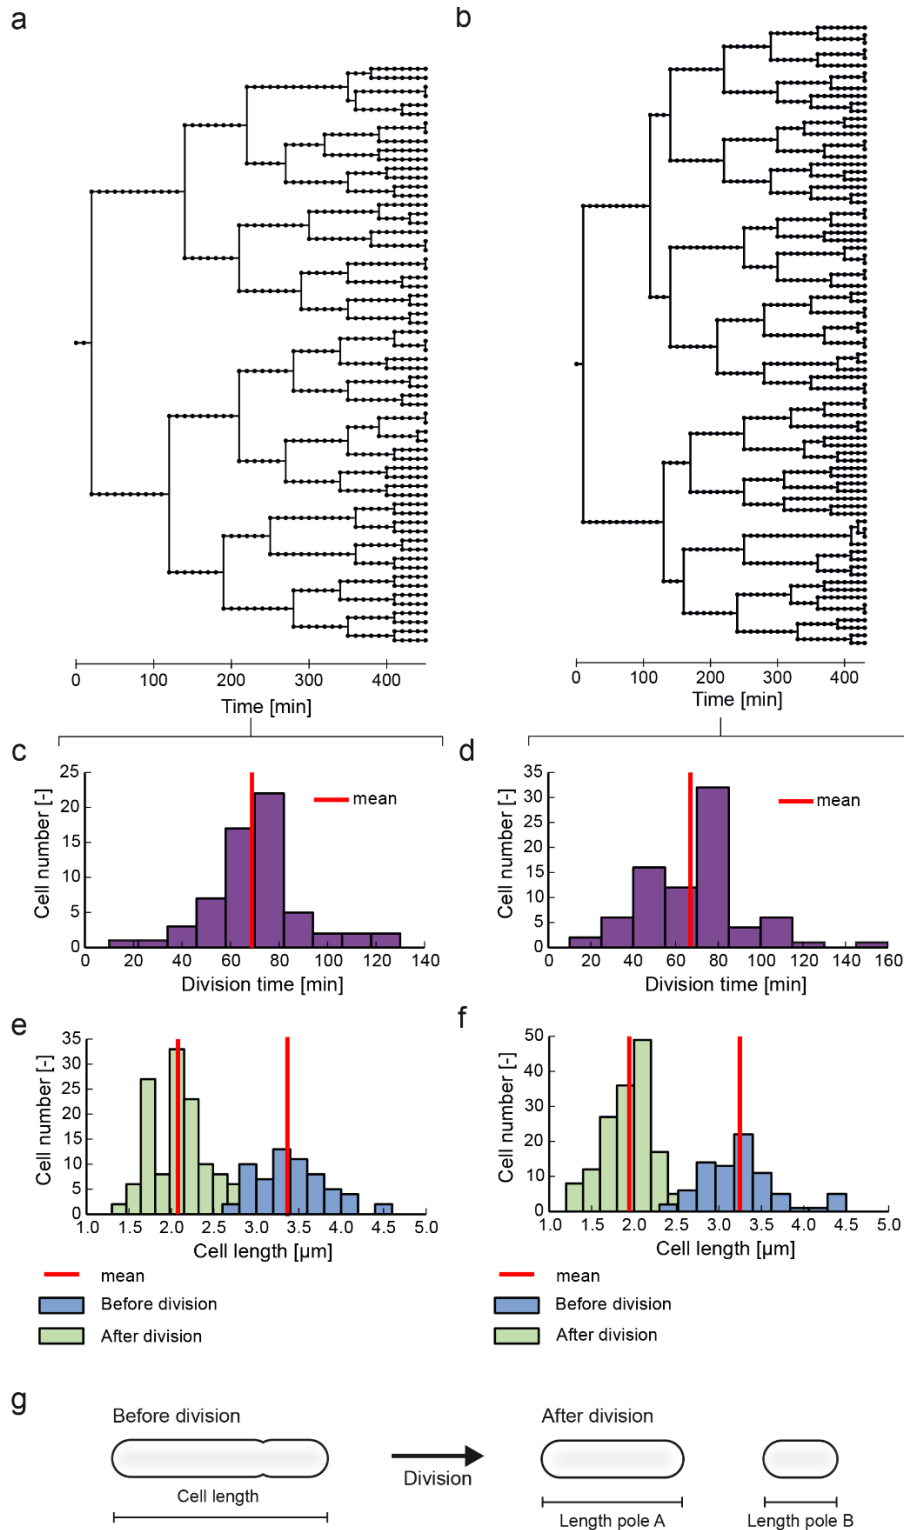 a
b
0 100 200 300 400
Time [min]
0 100 200 300 400
Time [min]
c
25
20
15
10
5
0
Cell number [-]
mean
0 20 40 60 80 100 120 140
Division time [min]
d
35
30
25
20
15
10
5
0
Cell number [-]
mean
0 20 40 60 80 100 120 140 160
Division time [min]
e
35
30
25
20
15
10
5
0
Cell number [-]
1.0 1.5 2.0 2.5 3.0 3.5 4.0 4.5 5.0
Cell length [µm]
mean
Before division
After division
f
50
40
30
20
10
0
Cell number [-]
1.0 1.5 2.0 2.5 3.0 3.5 4.0 4.5 5.0
Cell length [µm]
mean
Before division
After division
g
Before division
Cell length
Division
After division
Length pole A
Length pole B